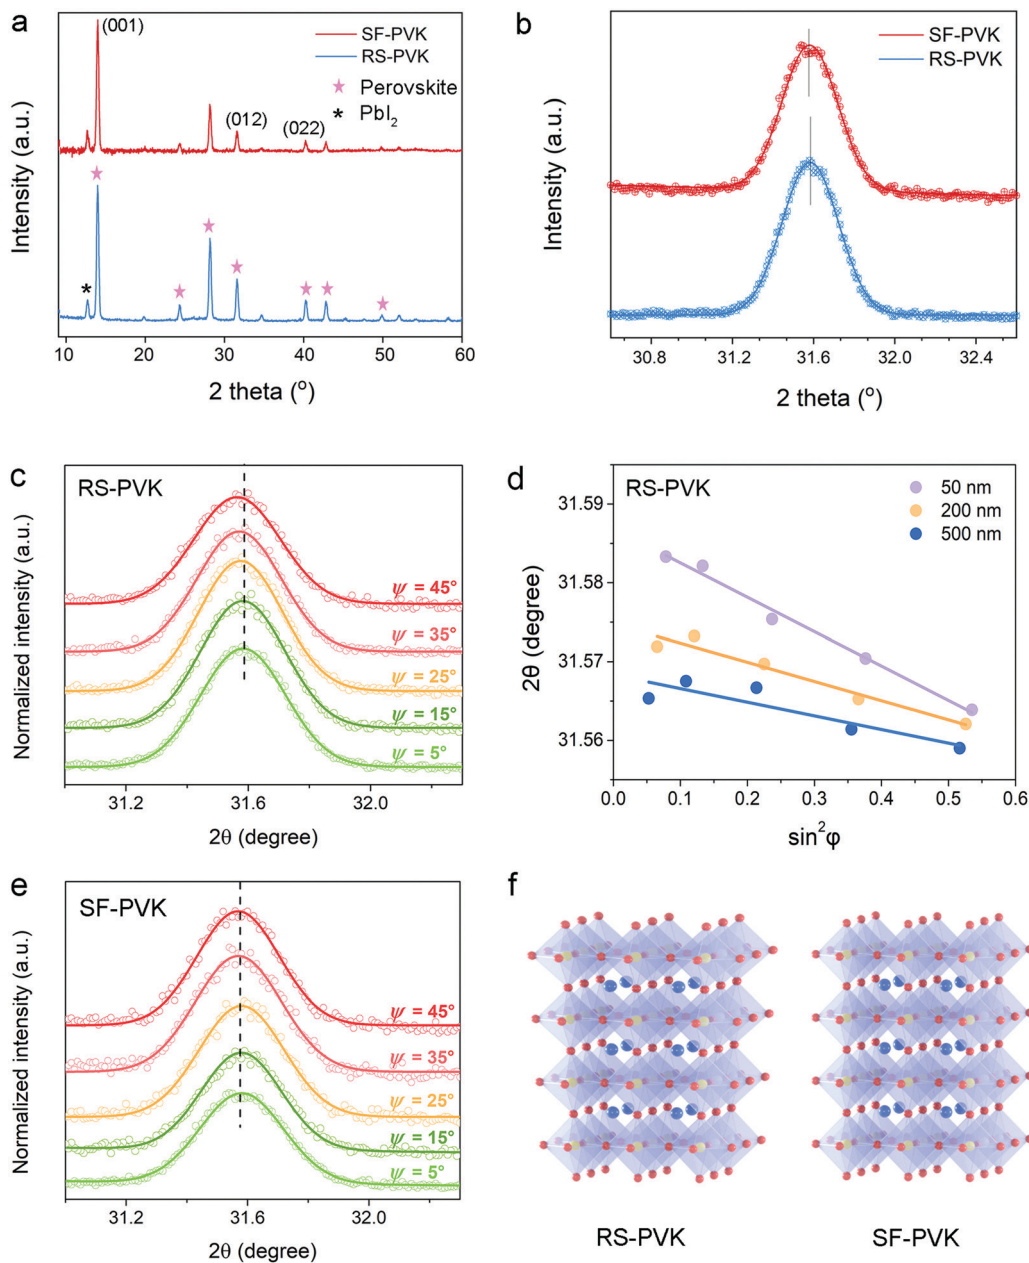 a
(001)
SF-PVK
RS-PVK
Perovskite
* PbI₂
(012)
(022)
*
Intensity (a.u.)
10 20 30 40 50 60
2 theta (°)
b
SF-PVK
RS-PVK
Intensity (a.u.)
30.8 31.2 31.6 32.0 32.4
2 theta (°)
c
RS-PVK
ψ = 45°
ψ = 35°
ψ = 25°
ψ = 15°
ψ = 5°
Normalized intensity (a.u.)
31.2 31.6 32.0
2θ (degree)
d
RS-PVK
50 nm
200 nm
500 nm
31.59
31.58
31.57
31.56
2θ (degree)
0.0 0.1 0.2 0.3 0.4 0.5 0.6
sin²φ
e
SF-PVK
ψ = 45°
ψ = 35°
ψ = 25°
ψ = 15°
ψ = 5°
Normalized intensity (a.u.)
31.2 31.6 32.0
2θ (degree)
f
RS-PVK SF-PVK